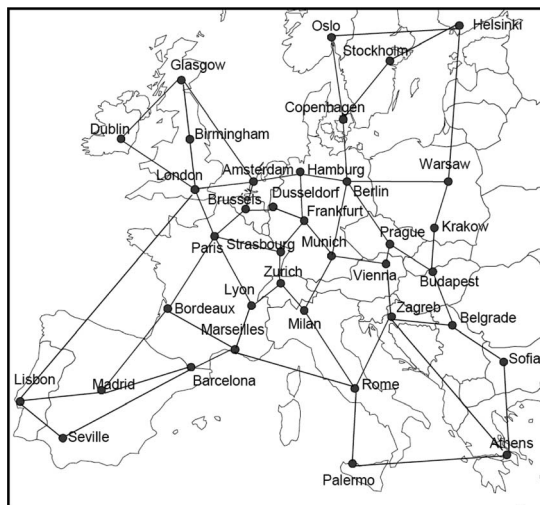 Oslo
Helsinki
Stockholm
Glasgow
Copenhagen
Dublin
Birmingham
London
Amsterdam
Hamburg
Warsaw
Dusseldorf
Berlin
Brussels
Frankfurt
Krakow
Paris
Strasbourg
Munich
Prague
Zurich
Vienna
Budapest
Lyon
Bordeaux
Milan
Zagreb
Belgrade
Marseilles
Sofia
Lisbon
Madrid
Barcelona
Rome
Seville
Athens
Palermo